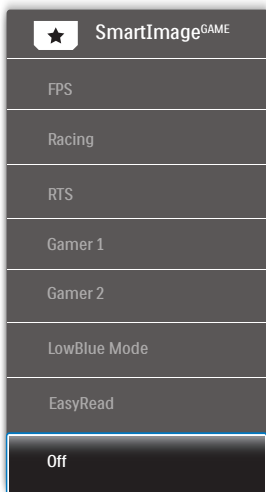 SmartImageGAME
FPS
Racing
RTS
Gamer 1
Gamer 2
LowBlue Mode
EasyRead
Off